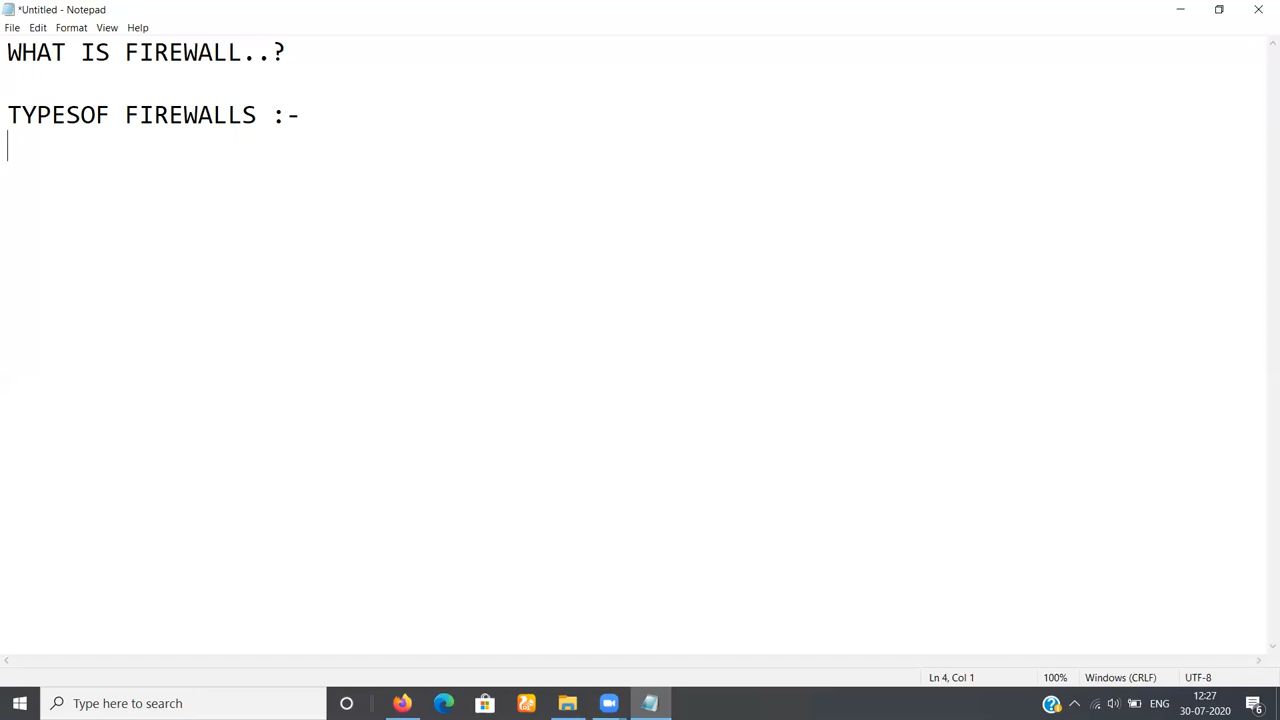 *Untitled - Notepad
File Edit Format View Help
WHAT IS FIREWALL..?
TYPESOF FIREWALLS :-
Ln 4, Col 1 100% Windows (CRLF) UTF-8
Type here to search
ENG
12:27
30-07-2020
6